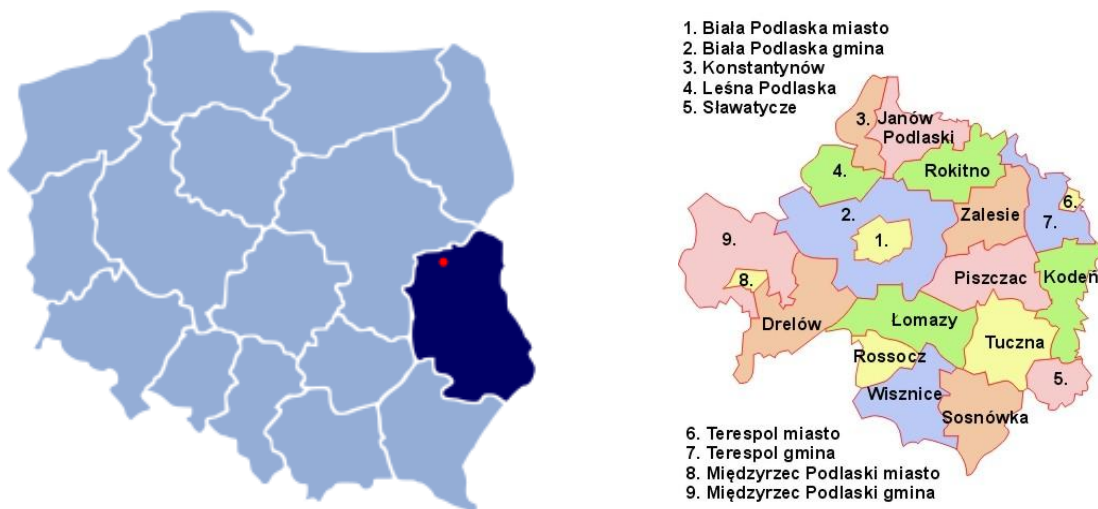 1. Biała Podlaska miasto
2. Biała Podlaska gmina
3. Konstantynów
4. Leśna Podlaska
5. Sławatycze
3. Janów
Podlaski
4.
Rokitno
2.
Zalesie
6.
7.
9.
1.
8.
Piszczac
Kodeń
Drelów
Łomazy
Tuczna
Rossocz
5.
Wisznice
Sosnówka
6. Terespol miasto
7. Terespol gmina
8. Międzyrzec Podlaski miasto
9. Międzyrzec Podlaski gmina